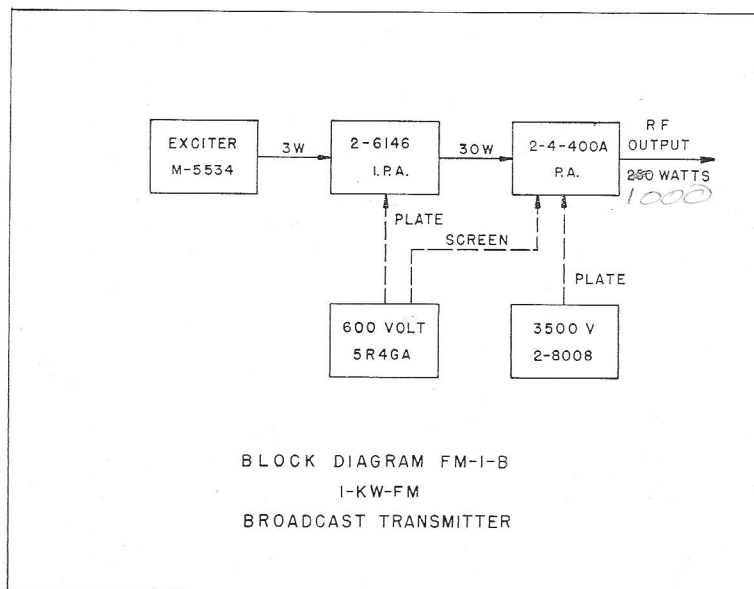 EXCITER
M-5534
3W
2-6146
I.P.A.
30W
2-4-400A
P.A.
RF
OUTPUT
250 WATTS
1000
PLATE
SCREEN
PLATE
600 VOLT
5R4GA
3500 V
2-8008
BLOCK DIAGRAM FM-1-B
1-KW-FM
BROADCAST TRANSMITTER